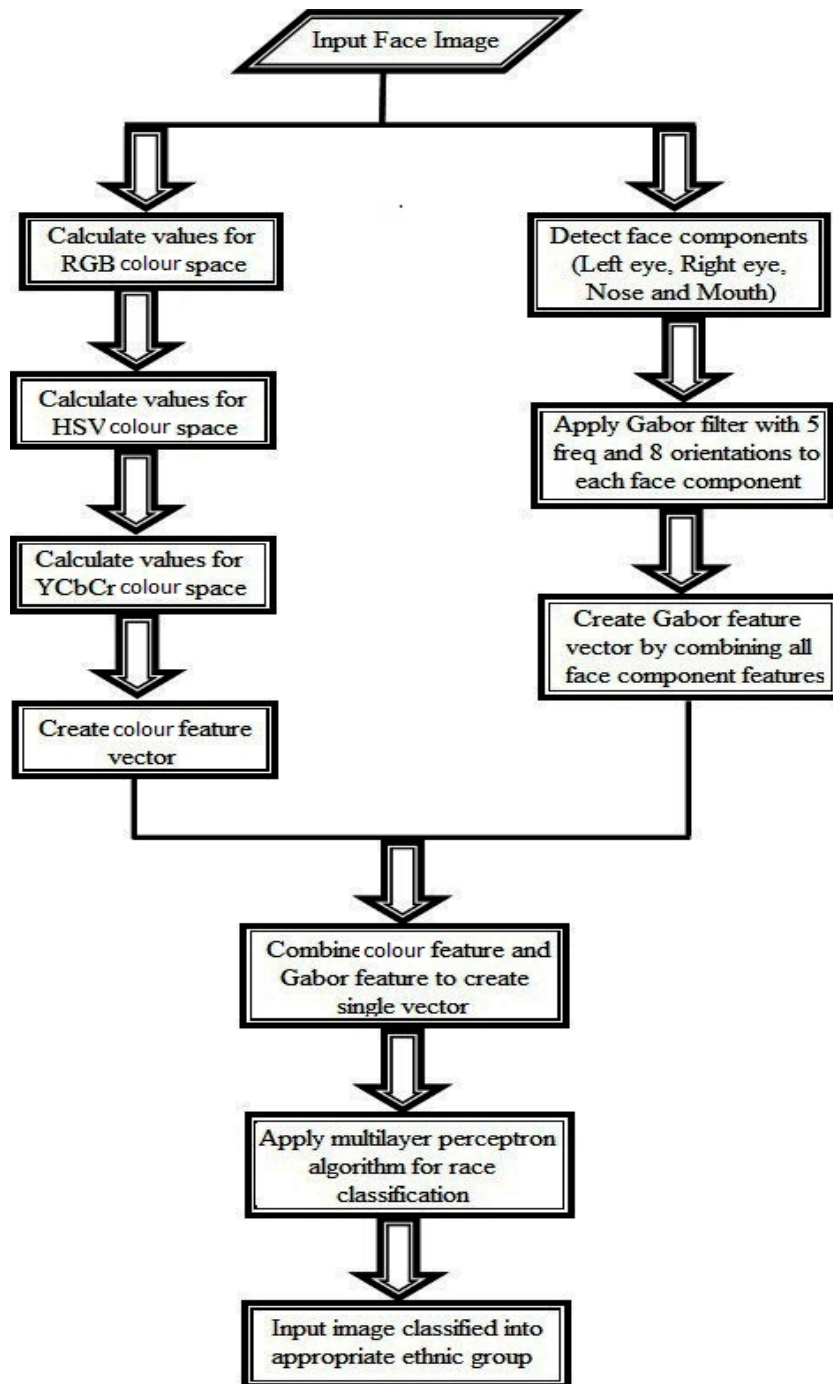 Input Face Image
Calculate values for
RGB colour space
Calculate values for
HSV colour space
Calculate values for
YCbCr colour space
Create colour feature
vector
Detect face components
(Left eye, Right eye,
Nose and Mouth)
Apply Gabor filter with 5
freq and 8 orientations to
each face component
Create Gabor feature
vector by combining all
face component features
Combine colour feature and
Gabor feature to create
single vector
Apply multilayer perceptron
algorithm for race
classification
Input image classified into
appropriate ethnic group